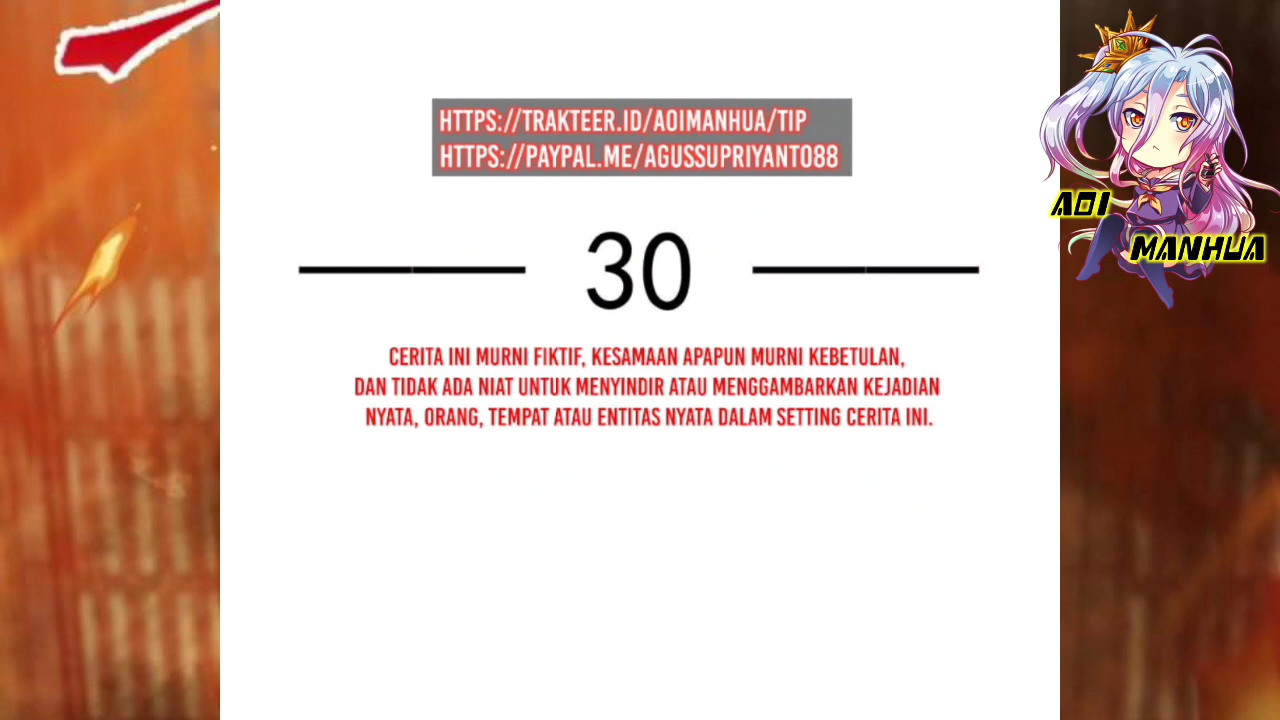 HTTPS://TRAKTEER.ID/AOIMANHUA/TIP
HTTPS://PAYPAL.ME/AGUSSUPRIYANTO88
30
CERITA INI MURNI FIKTIF, KESAMAAN APAPUN MURNI KEBETULAN,
DAN TIDAK ADA NIAT UNTUK MENYINDIR ATAU MENGGAMBARKAN KEJADIAN
NYATA, ORANG, TEMPAT ATAU ENTITAS NYATA DALAM SETTING CERITA INI.
AOI
MANHUA